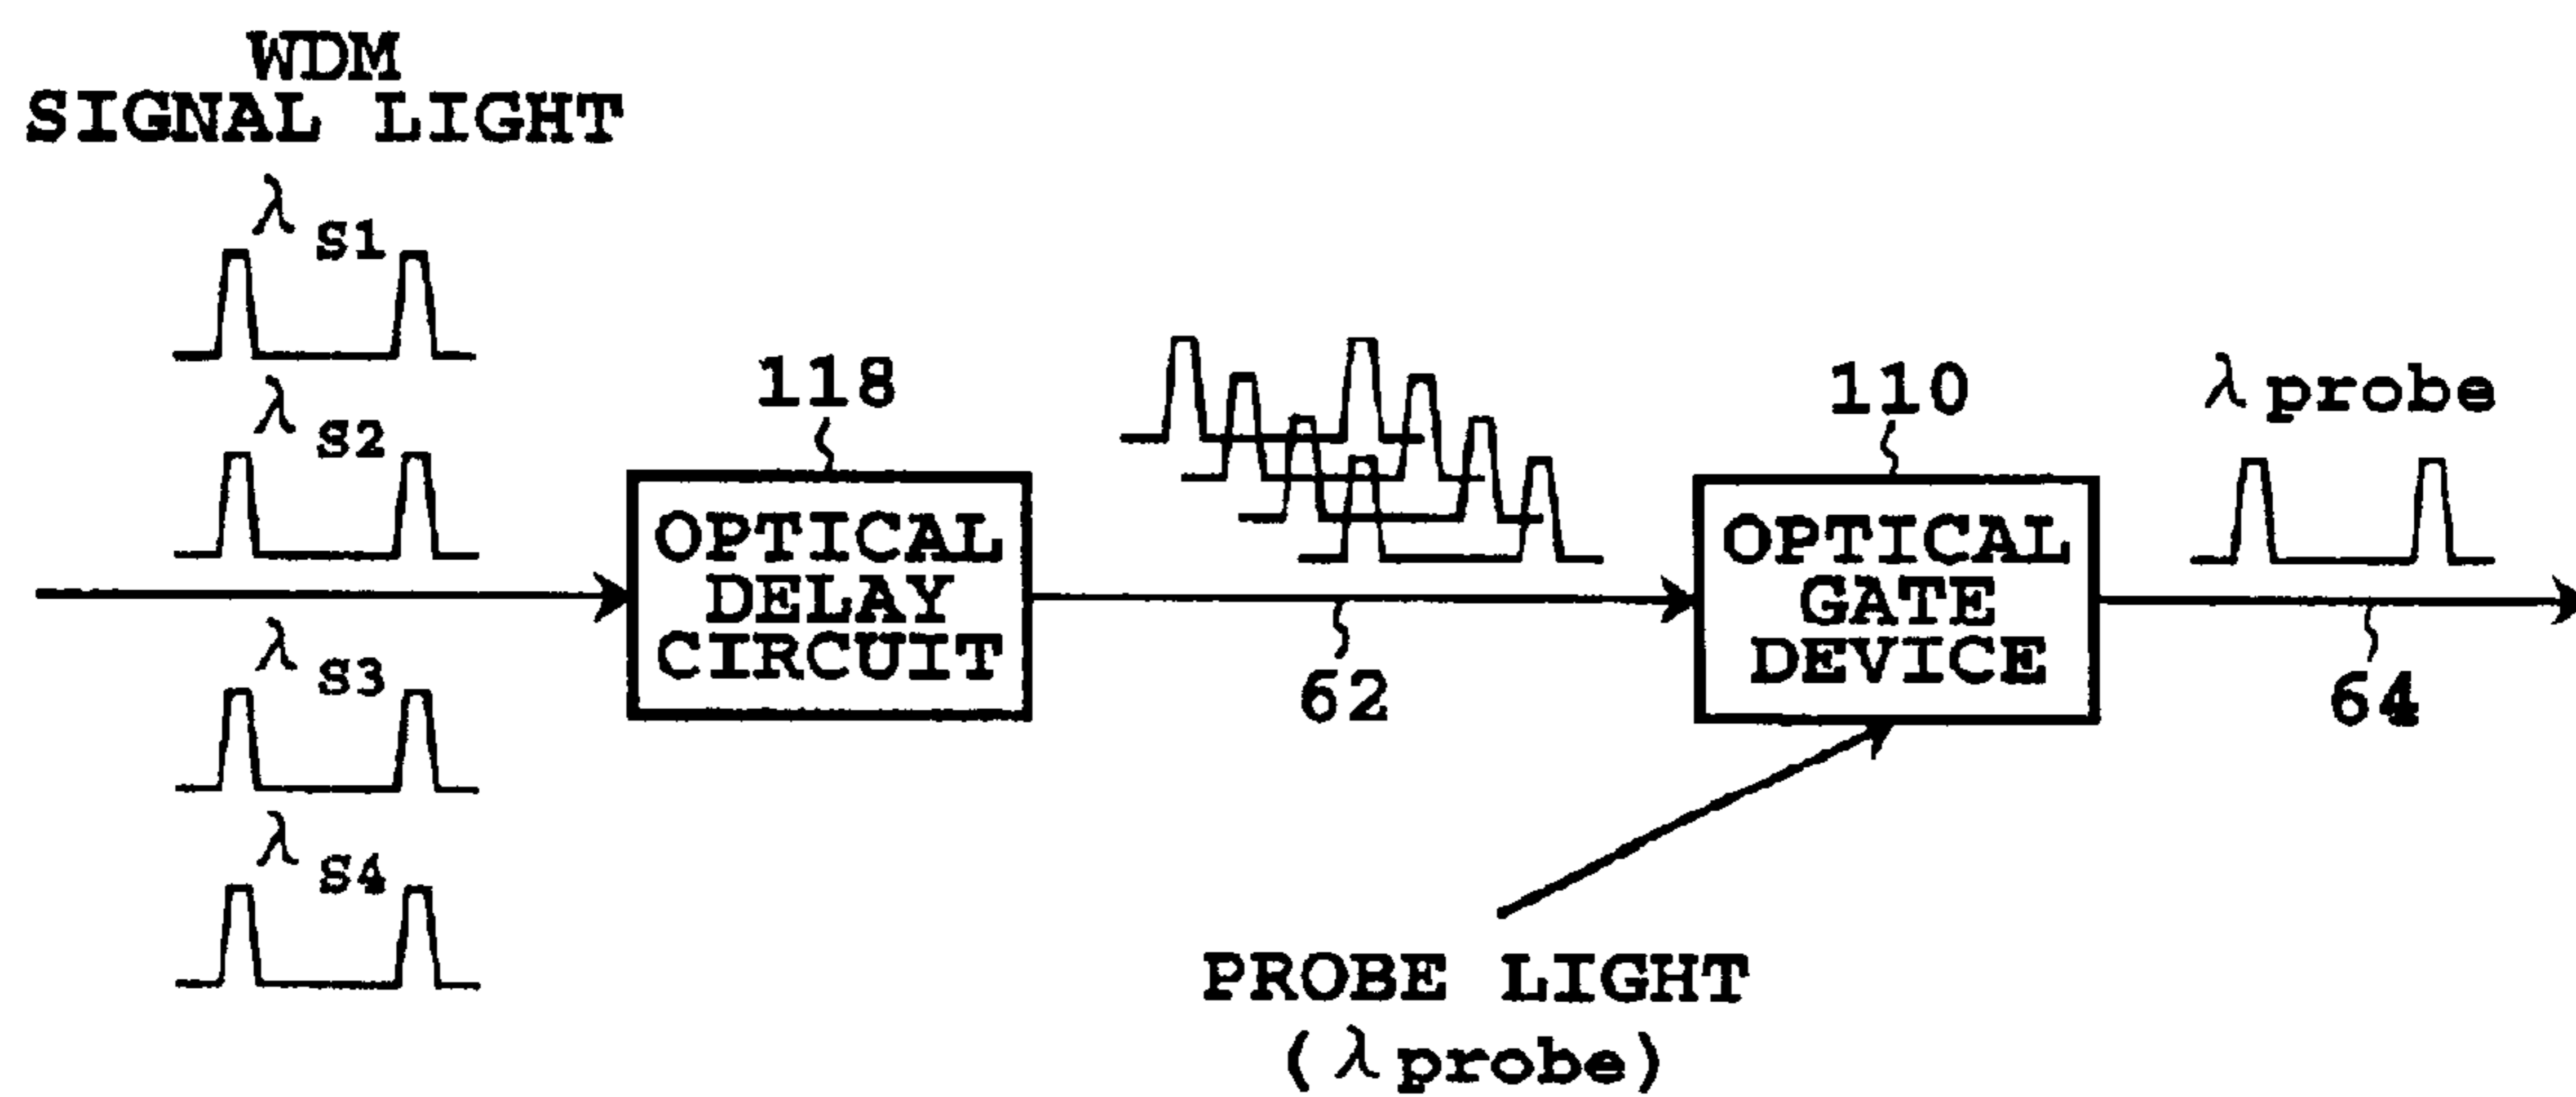 WDM
SIGNAL LIGHT
λ S1
λ S2
λ S3
λ S4
118
OPTICAL
DELAY
CIRCUIT
62
110
OPTICAL
GATE
DEVICE
PROBE LIGHT
(λ probe)
λ probe
64